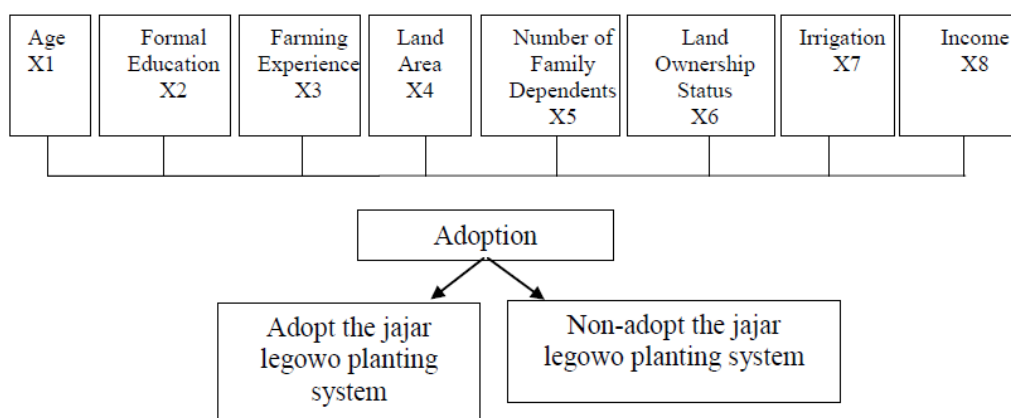 Age
X1
Formal
Education
X2
Farming
Experience
X3
Land
Area
X4
Number of
Family
Dependents
X5
Land
Ownership
Status
X6
Irrigation
X7
Income
X8
Adoption
Adopt the jajar
legowo planting
system
Non-adopt the jajar
legowo planting system